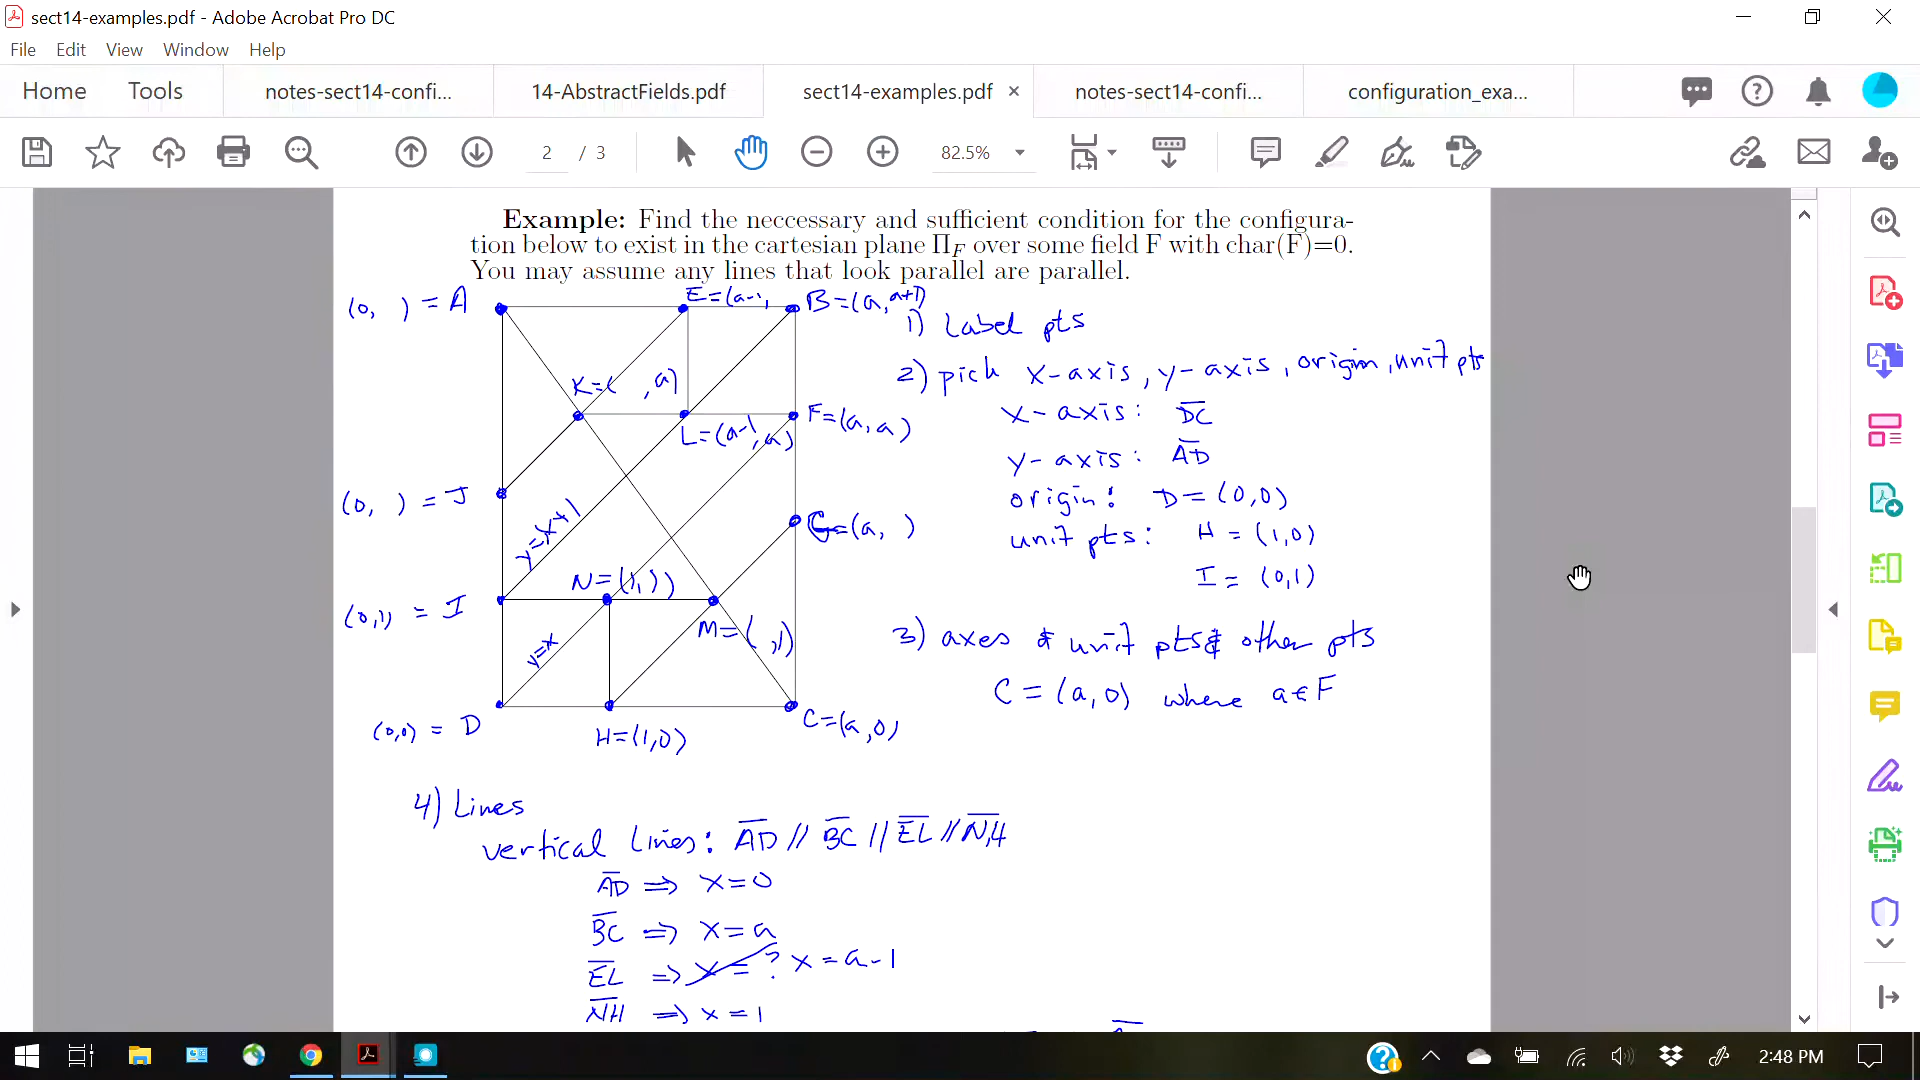 sect14-examples.pdf - Adobe Acrobat Pro DC
File Edit View Window Help
Home Tools notes-sect14-confi... 14-AbstractFields.pdf sect14-examples.pdf × notes-sect14-confi... configuration_exa...
2 / 3 82.5%
Example: Find the neccessary and sufficient condition for the configura-
tion below to exist in the cartesian plane Π_F over some field F with char(F)=0.
You may assume any lines that look parallel are parallel.
(0, ) = A
E=(a-1,
B=(a, a+1)
K=( , a)
L=(a-1, a)
F=(a, a)
(0, ) = J
G=(a, )
y=x+1
(0,1) = I
N=(1,1)
M=( ,1)
y=x
(0,0) = D
H=(1,0)
C=(a,0)
1) Label pts
2) pick x-axis, y-axis, origin, unit pts
x-axis: DC
y-axis: AD
origin: D=(0,0)
unit pts: H = (1,0)
I = (0,1)
3) axes & unit pts & other pts
C = (a,0) where a∈F
4) Lines
vertical lines: AD // BC // EL // NH
AD ⇒ x=0
BC ⇒ x=a
EL ⇒ x=? x=a-1
NH ⇒ x=1
2:48 PM